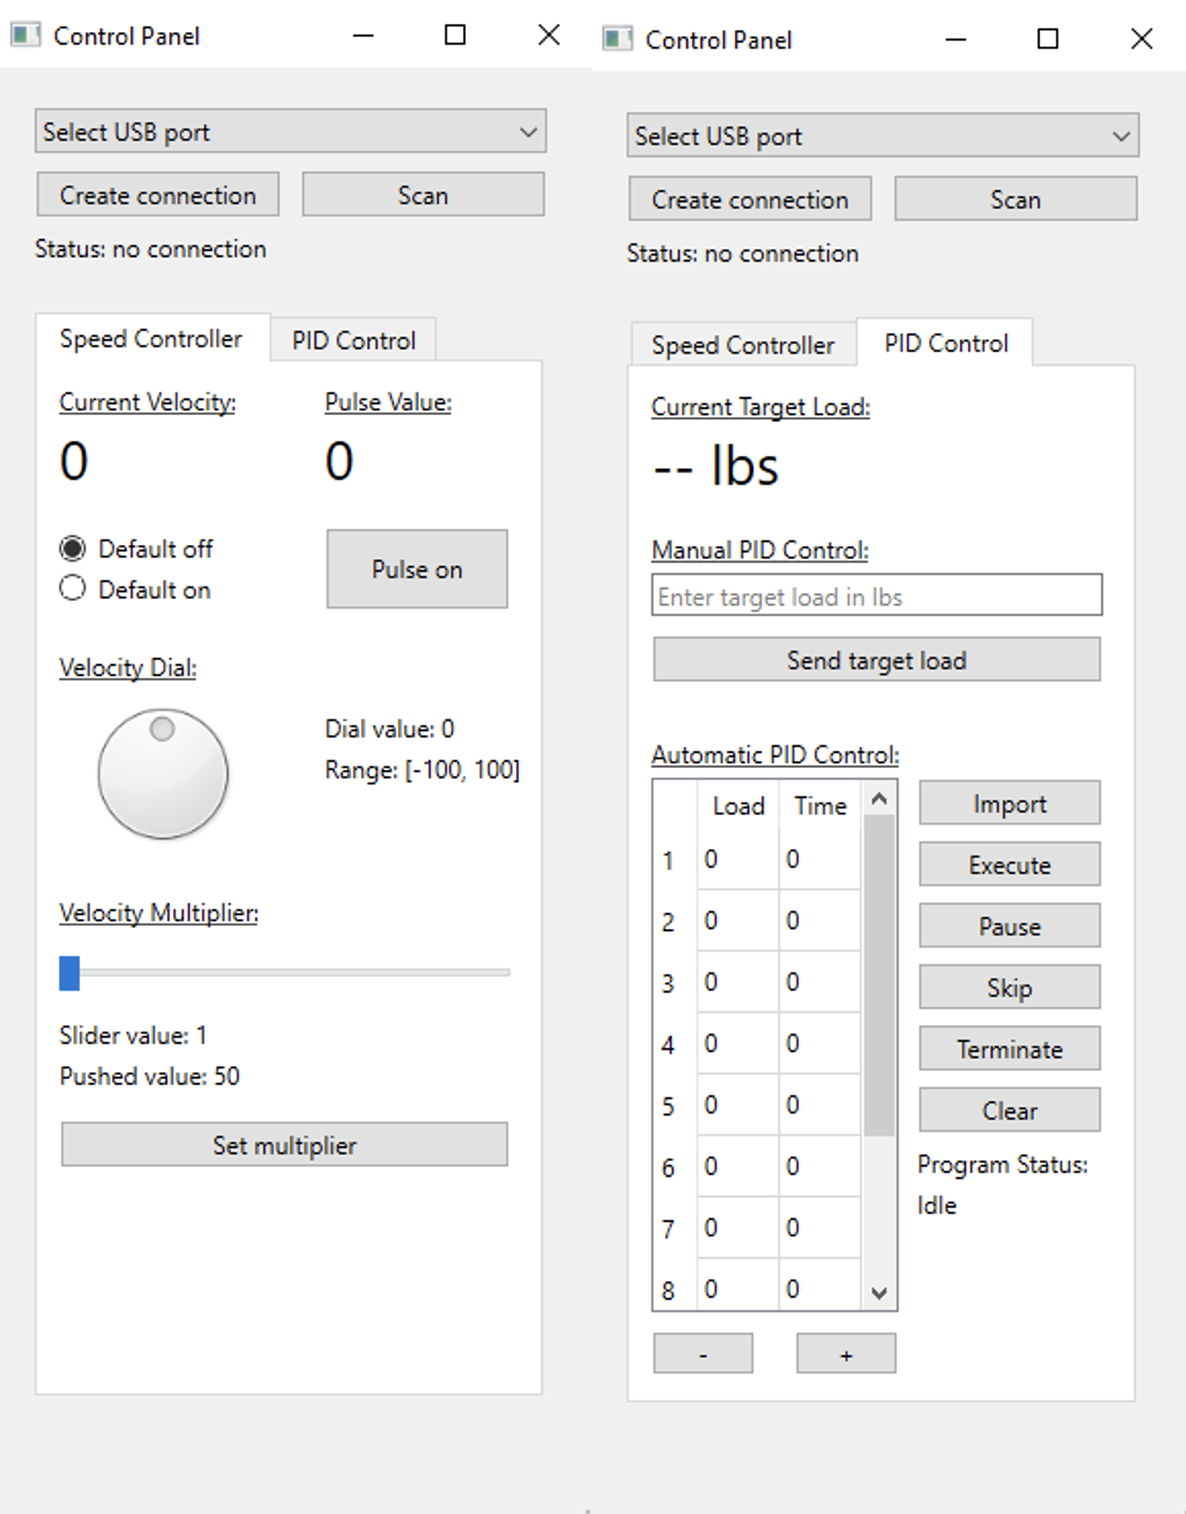 Control Panel
Select USB port
Create connection Scan
Status: no connection
Speed Controller PID Control
Current Velocity: Pulse Value:
0 0
Default off
Default on
Pulse on
Velocity Dial:
Dial value: 0
Range: [-100, 100]
Velocity Multiplier:
Slider value: 1
Pushed value: 50
Set multiplier
Control Panel
Select USB port
Create connection Scan
Status: no connection
Speed Controller PID Control
Current Target Load:
-- lbs
Manual PID Control:
Enter target load in lbs
Send target load
Automatic PID Control:
Load Time
1 0 0
2 0 0
3 0 0
4 0 0
5 0 0
6 0 0
7 0 0
8 0 0
- +
Import
Execute
Pause
Skip
Terminate
Clear
Program Status:
Idle